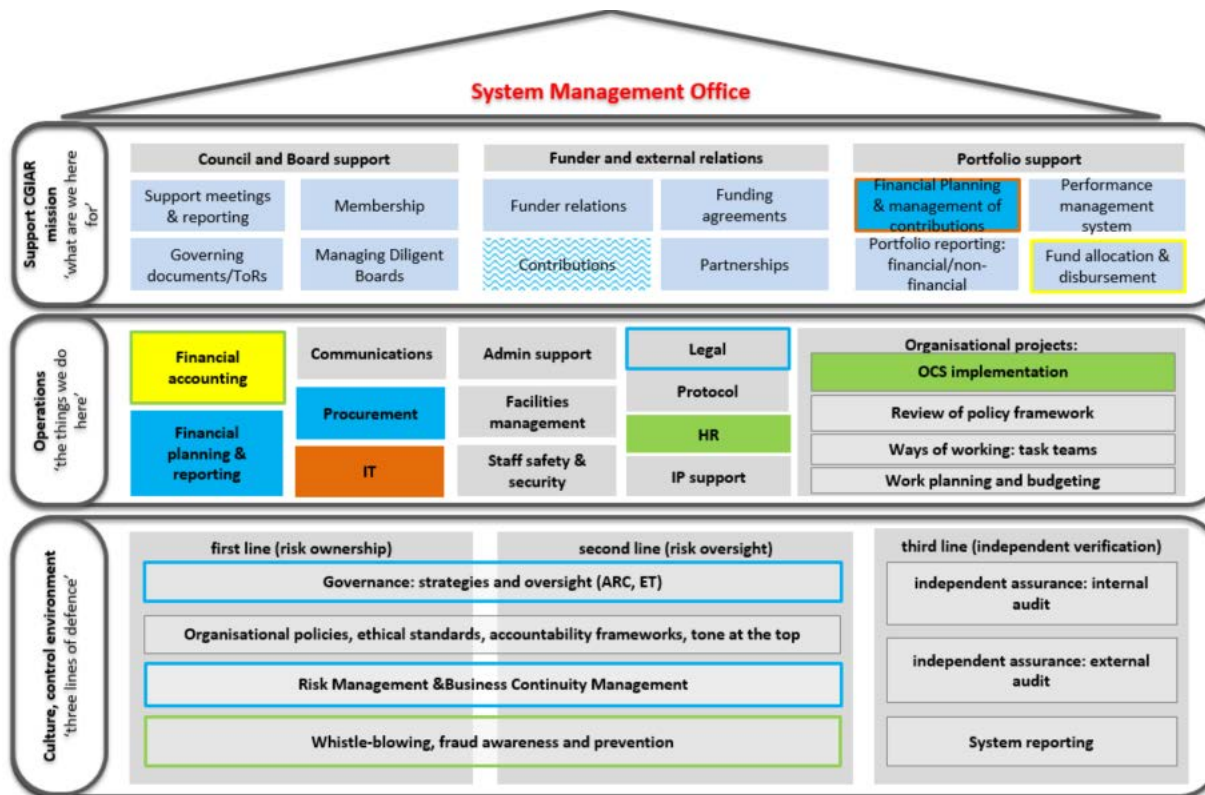 System Management Office
Support CGIAR
mission
'what are we here
for'
Council and Board support
Support meetings
& reporting
Membership
Governing
documents/ToRs
Managing Diligent
Boards
Funder and external relations
Funder relations
Funding
agreements
Contributions
Partnerships
Portfolio support
Financial Planning
& management of
contributions
Performance
management
system
Portfolio reporting:
financial/non-
financial
Fund allocation &
disbursement
Operations
'the things we do
here'
Financial
accounting
Financial
planning &
reporting
Communications
Procurement
IT
Admin support
Facilities
management
Staff safety &
security
Legal
Protocol
HR
IP support
Organisational projects:
OCS implementation
Review of policy framework
Ways of working: task teams
Work planning and budgeting
Culture, control environment
'three lines of defence'
first line (risk ownership)
second line (risk oversight)
Governance: strategies and oversight (ARC, ET)
Organisational policies, ethical standards, accountability frameworks, tone at the top
Risk Management &Business Continuity Management
Whistle-blowing, fraud awareness and prevention
third line (independent verification)
independent assurance: internal
audit
independent assurance: external
audit
System reporting